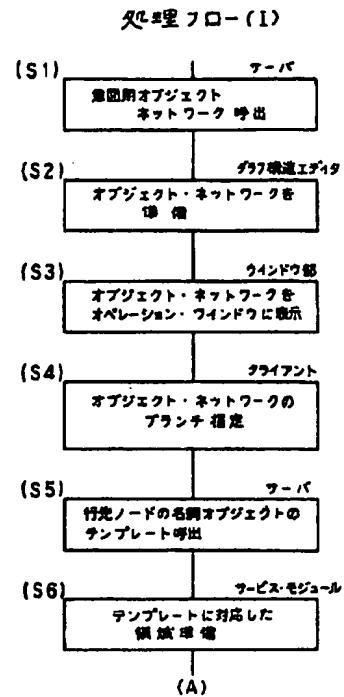 処理フロー(I)
(S1)
サーバ
意図期オブジェクト
ネットワーク 呼出
(S2)
グラフ構造エディタ
オブジェクト・ネットワークを
準備
(S3)
ウインドウ部
オブジェクト・ネットワークを
オペレーション・ウインドウに表示
(S4)
クライアント
オブジェクト・ネットワークの
ブランチ指定
(S5)
サーバ
行先ノードの名詞オブジェクトの
テンプレート呼出
(S6)
サービス・モジュール
テンプレートに対応した
領域準備
(A)